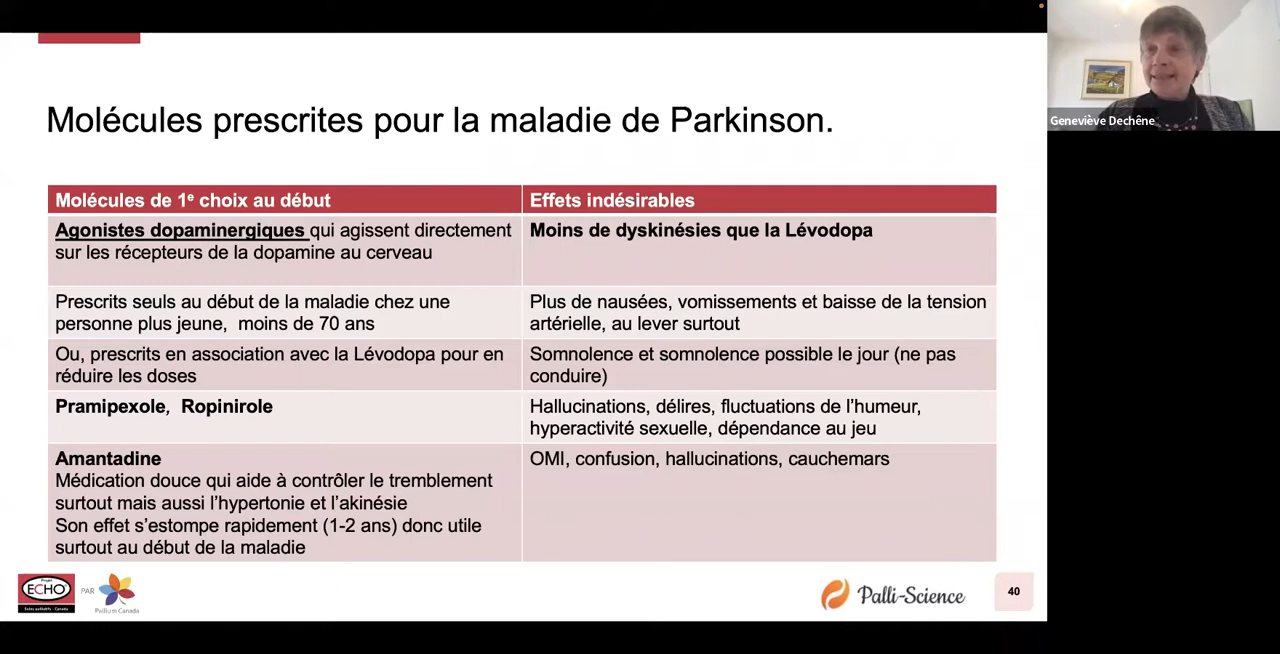 Molécules prescrites pour la maladie de Parkinson.
Molécules de 1e choix au début
Effets indésirables
Agonistes dopaminergiques qui agissent directement
sur les récepteurs de la dopamine au cerveau
Moins de dyskinésies que la Lévodopa
Prescrits seuls au début de la maladie chez une
personne plus jeune, moins de 70 ans
Plus de nausées, vomissements et baisse de la tension
artérielle, au lever surtout
Ou, prescrits en association avec la Lévodopa pour en
réduire les doses
Somnolence et somnolence possible le jour (ne pas
conduire)
Pramipexole, Ropinirole
Hallucinations, délires, fluctuations de l’humeur,
hyperactivité sexuelle, dépendance au jeu
Amantadine
Médication douce qui aide à contrôler le tremblement
surtout mais aussi l’hypertonie et l’akinésie
Son effet s’estompe rapidement (1-2 ans) donc utile
surtout au début de la maladie
OMI, confusion, hallucinations, cauchemars
Projet
ECHO
Soins palliatifs Canada
PAR
Pallium Canada
Palli-Science
40
Geneviève Dechêne